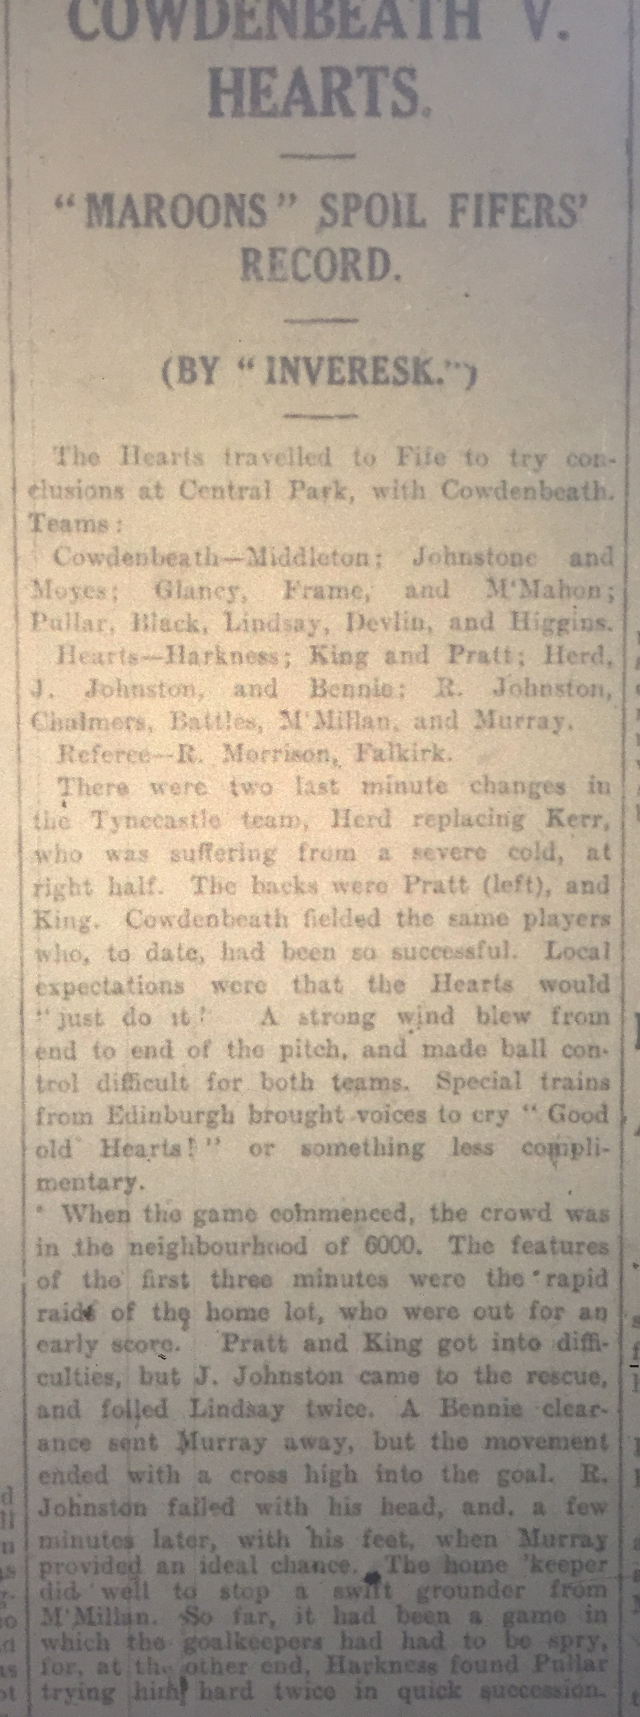 COWDENBEATH V.
HEARTS.
"MAROONS" SPOIL FIFERS'
RECORD.
(BY "INVERESK.")
The Hearts travelled to Fife to try con-
clusions at Central Park, with Cowdenbeath.
Teams:
Cowdenbeath—Middleton; Johnstone and
Moyes; Glancy, Frame, and M'Mahon;
Pullar, Black, Lindsay, Devlin, and Higgins.
Hearts—Harkness; King and Pratt; Herd,
J. Johnston, and Bennie; R. Johnston,
Chalmers, Battles, M'Millan, and Murray.
Referee—R. Morrison, Falkirk.
There were two last minute changes in
the Tynecastle team, Herd replacing Kerr,
who was suffering from a severe cold, at
right half. The backs were Pratt (left), and
King. Cowdenbeath fielded the same players
who, to date, had been so successful. Local
expectations were that the Hearts would
"just do it! A strong wind blew from
end to end of the pitch, and made ball con-
trol difficult for both teams. Special trains
from Edinburgh brought voices to cry "Good
old Hearts!" or something less compli-
mentary.
When the game commenced, the crowd was
in the neighbourhood of 6000. The features
of the first three minutes were the rapid
raids of the home lot, who were out for an
early score. Pratt and King got into diffi-
culties, but J. Johnston came to the rescue,
and foiled Lindsay twice. A Bennie clear-
ance sent Murray away, but the movement
ended with a cross high into the goal. R.
Johnston failed with his head, and, a few
minutes later, with his feet, when Murray
provided an ideal chance. The home 'keeper
did well to stop a swift grounder from
M'Millan. So far, it had been a game in
which the goalkeepers had had to be spry,
for, at the other end, Harkness found Pullar
trying him hard twice in quick succession.